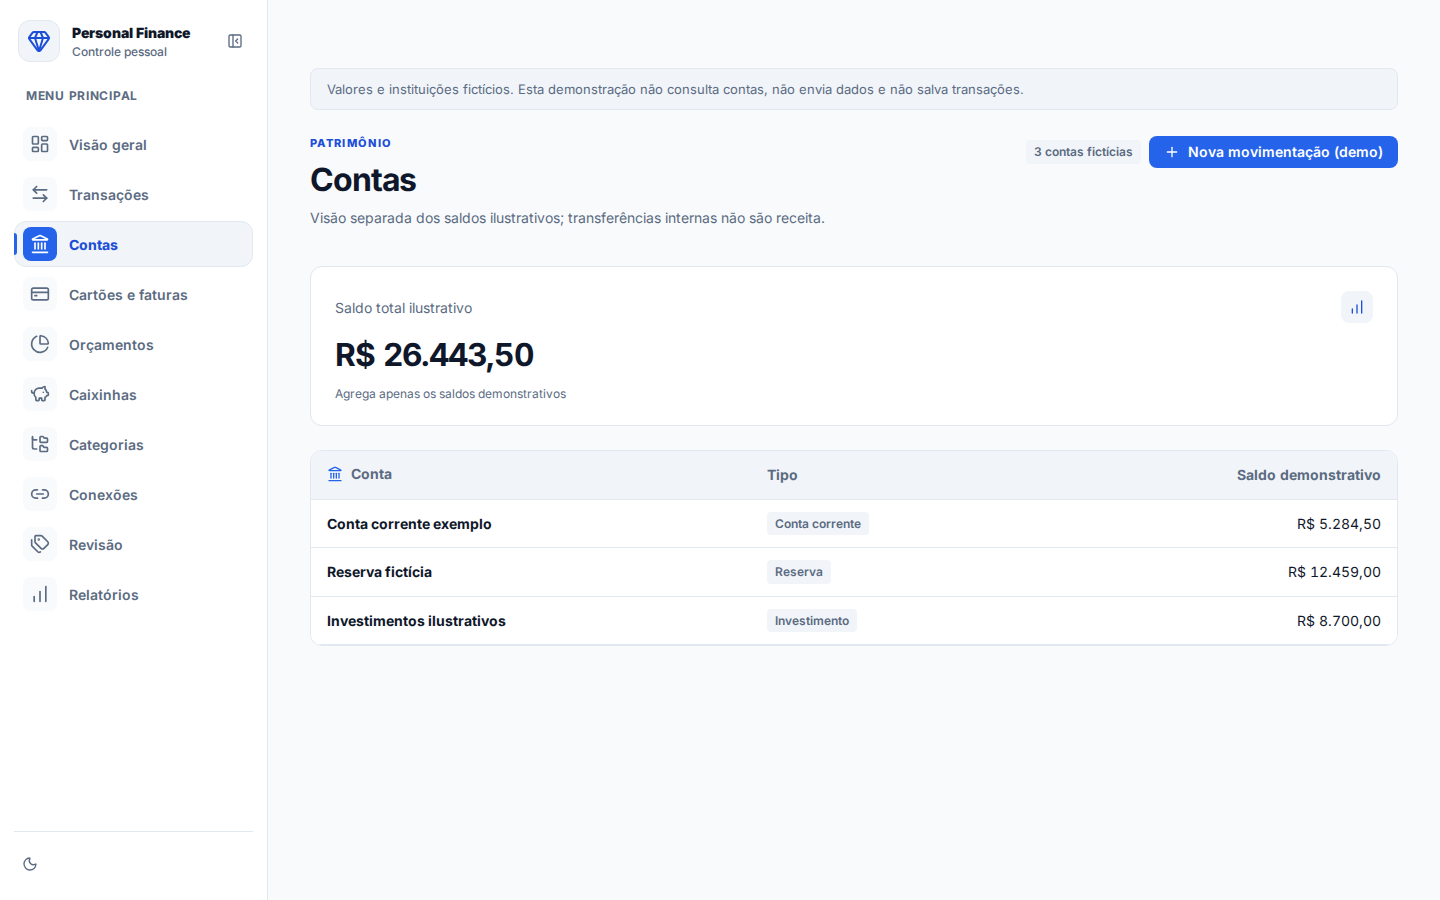 Personal Finance
Controle pessoal
MENU PRINCIPAL
Visão geral
Transações
Contas
Cartões e faturas
Orçamentos
Caixinhas
Categorias
Conexões
Revisão
Relatórios
Valores e instituições fictícios. Esta demonstração não consulta contas, não envia dados e não salva transações.
PATRIMÔNIO
3 contas fictícias
Nova movimentação (demo)
Contas
Visão separada dos saldos ilustrativos; transferências internas não são receita.
Saldo total ilustrativo
R$ 26.443,50
Agrega apenas os saldos demonstrativos
Conta Tipo Saldo demonstrativo
Conta corrente exemplo Conta corrente R$ 5.284,50
Reserva fictícia Reserva R$ 12.459,00
Investimentos ilustrativos Investimento R$ 8.700,00